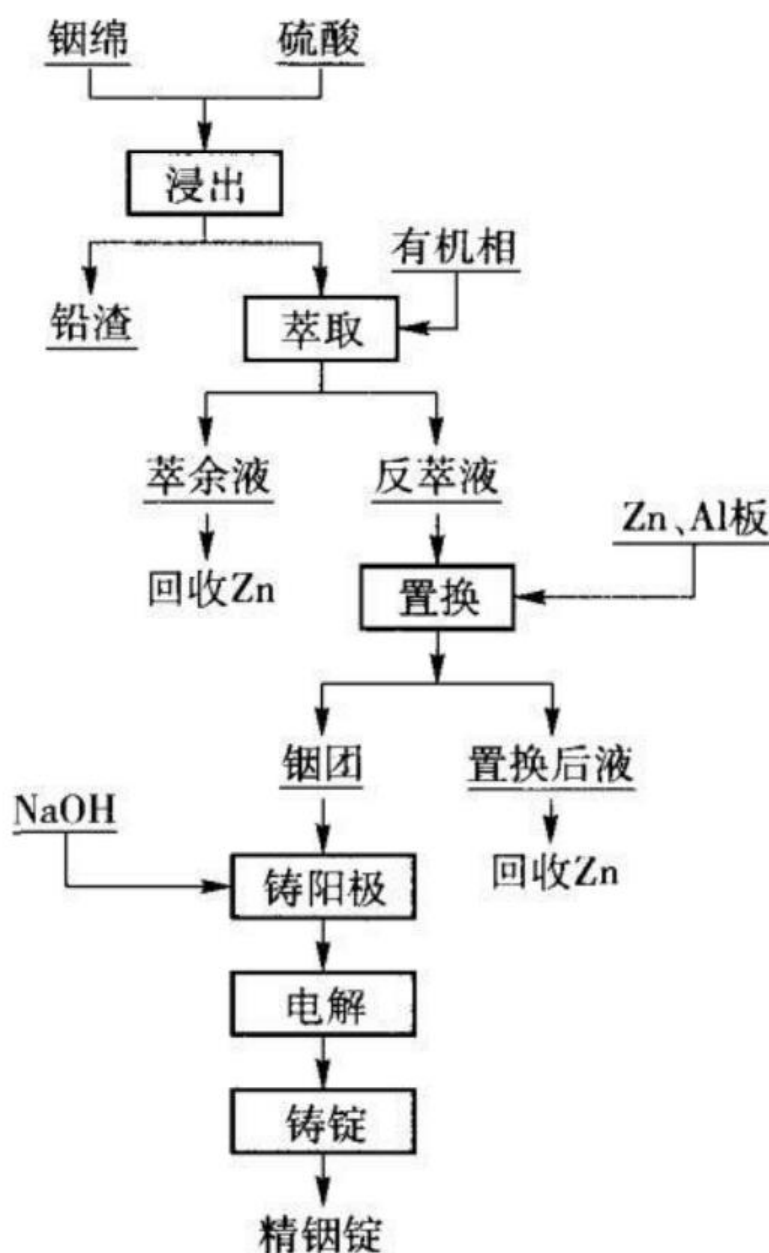 铟绵 硫酸
浸出
有机相
铅渣 萃取
萃余液 反萃液
Zn、Al板
回收Zn 置换
铟团 置换后液
NaOH
铸阳极 回收Zn
电解
铸锭
精铟锭